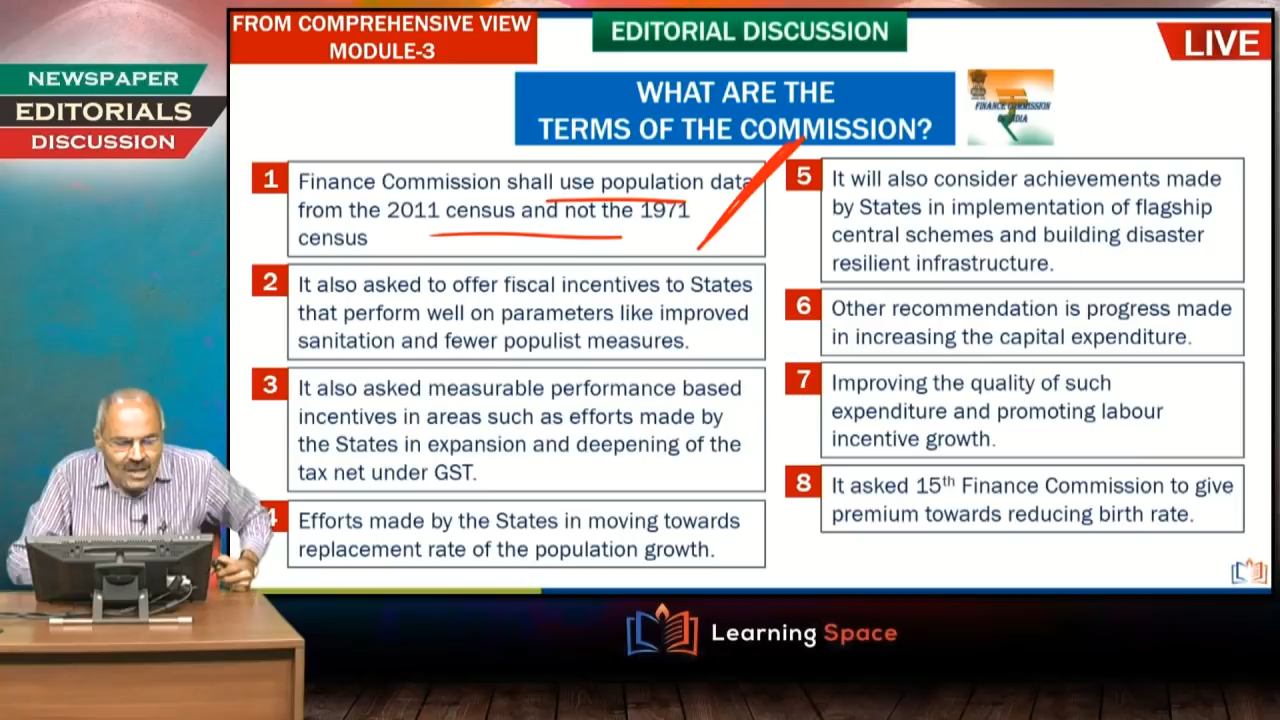 FROM COMPREHENSIVE VIEW
MODULE-3
EDITORIAL DISCUSSION
LIVE
NEWSPAPER
EDITORIALS
DISCUSSION
WHAT ARE THE
TERMS OF THE COMMISSION?
FINANCE COMMISSION
OF INDIA
1
Finance Commission shall use population data
from the 2011 census and not the 1971
census
2
It also asked to offer fiscal incentives to States
that perform well on parameters like improved
sanitation and fewer populist measures.
3
It also asked measurable performance based
incentives in areas such as efforts made by
the States in expansion and deepening of the
tax net under GST.
4
Efforts made by the States in moving towards
replacement rate of the population growth.
5
It will also consider achievements made
by States in implementation of flagship
central schemes and building disaster
resilient infrastructure.
6
Other recommendation is progress made
in increasing the capital expenditure.
7
Improving the quality of such
expenditure and promoting labour
incentive growth.
8
It asked 15th Finance Commission to give
premium towards reducing birth rate.
Learning Space